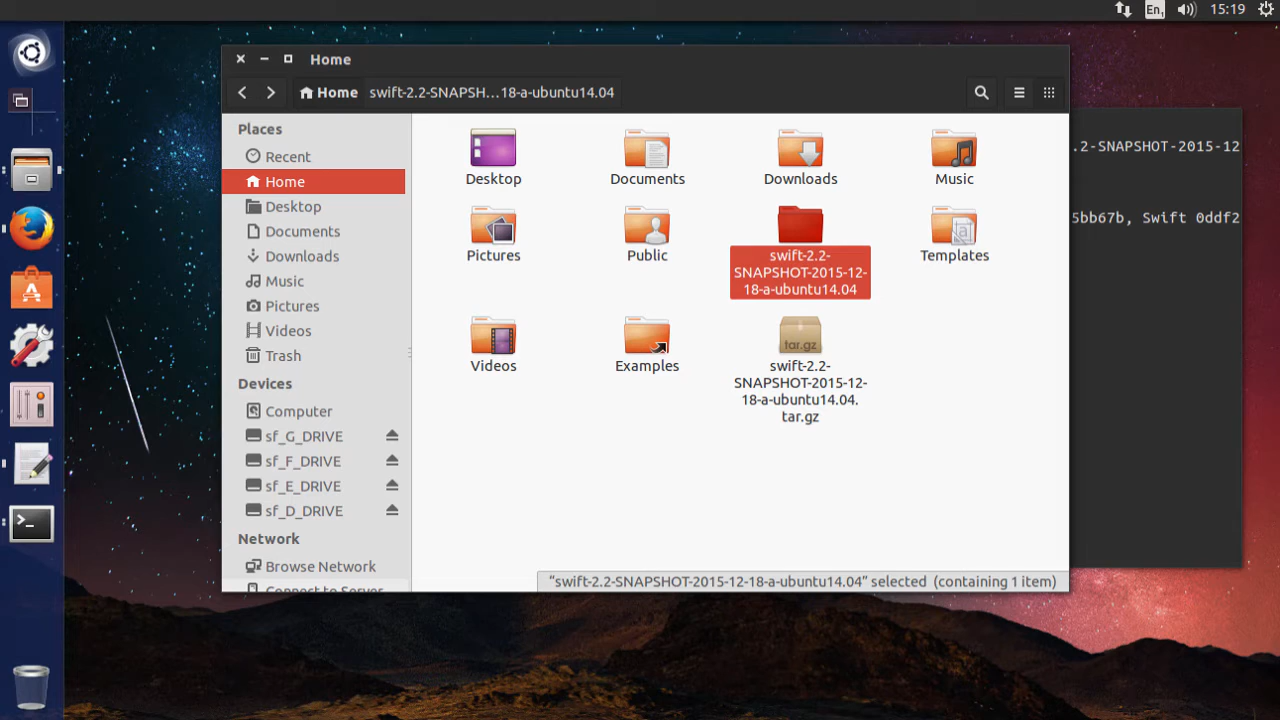 En1
15:19
Home
Home
swift-2.2-SNAPSH...18-a-ubuntu14.04
Places
Recent
Home
Desktop
Documents
Downloads
Music
Pictures
Videos
Trash
Devices
Computer
sf_G_DRIVE
sf_F_DRIVE
sf_E_DRIVE
sf_D_DRIVE
Network
Browse Network
Connect to Server
Desktop
Documents
Downloads
Music
Pictures
Public
swift-2.2-
SNAPSHOT-2015-12-
18-a-ubuntu14.04
Templates
Videos
Examples
tar.gz
swift-2.2-
SNAPSHOT-2015-12-
18-a-ubuntu14.04.
tar.gz
"swift-2.2-SNAPSHOT-2015-12-18-a-ubuntu14.04" selected (containing 1 item)
.2-SNAPSHOT-2015-12
5bb67b, Swift 0ddf2